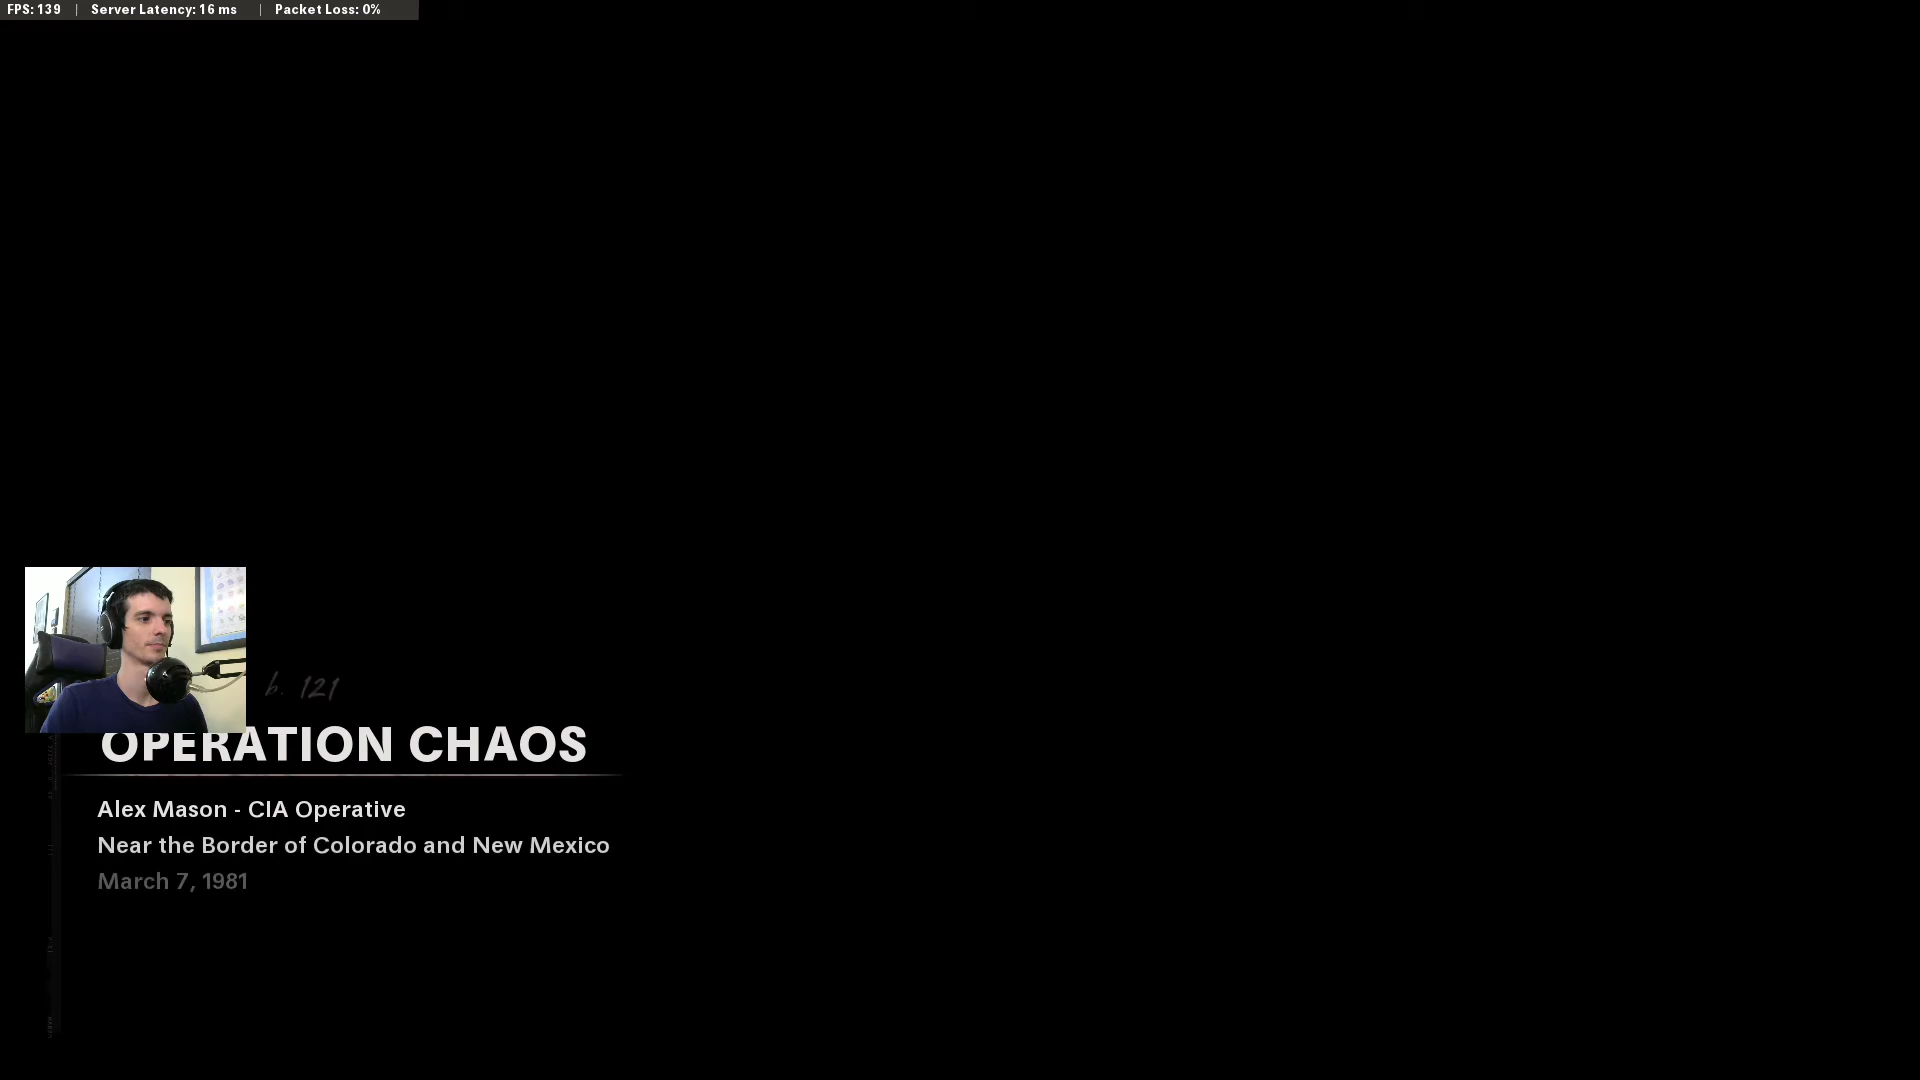 FPS: 139 | Server Latency: 16 ms | Packet Loss: 0%
b. 121
OPERATION CHAOS
Alex Mason - CIA Operative
Near the Border of Colorado and New Mexico
March 7, 1981